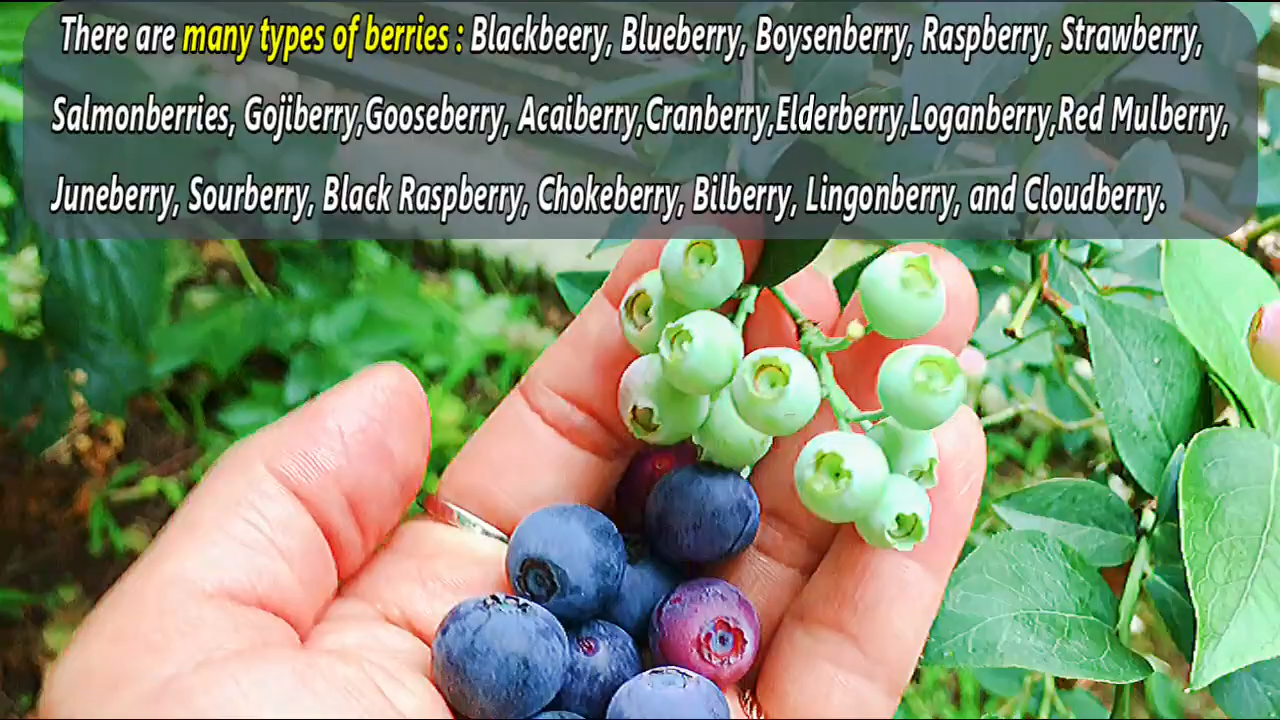 There are many types of berries : Blackbeery, Blueberry, Boysenberry, Raspberry, Strawberry,
Salmonberries, Gojiberry,Gooseberry, Acaiberry,Cranberry,Elderberry,Loganberry,Red Mulberry,
Juneberry, Sourberry, Black Raspberry, Chokeberry, Bilberry, Lingonberry, and Cloudberry.